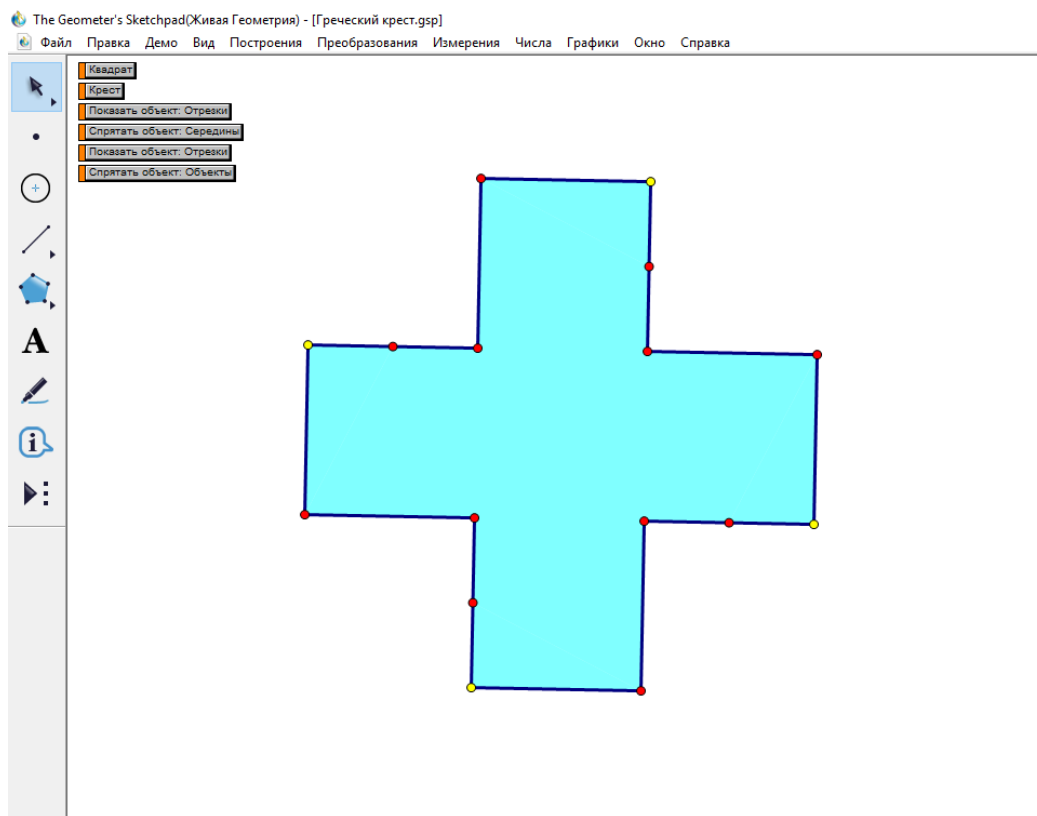 The Geometer's Sketchpad(Живая Геометрия) - [Греческий крест.gsp]
Файл Правка Демо Вид Построения Преобразования Измерения Числа Графики Окно Справка
Квадрат
Крест
Показать объект: Отрезки
Спрятать объект: Середины
Показать объект: Отрезки
Спрятать объект: Объекты
A
i